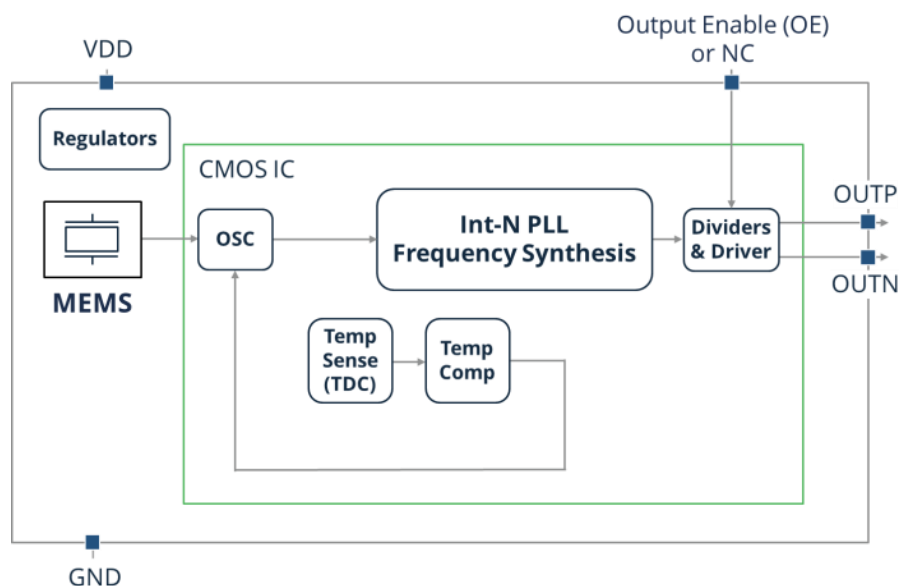 Output Enable (OE)
or NC
VDD
Regulators
CMOS IC
OUTP
OSC
Int-N PLL
Frequency Synthesis
Dividers
& Driver
OUTN
MEMS
Temp
Sense
(TDC)
Temp
Comp
GND